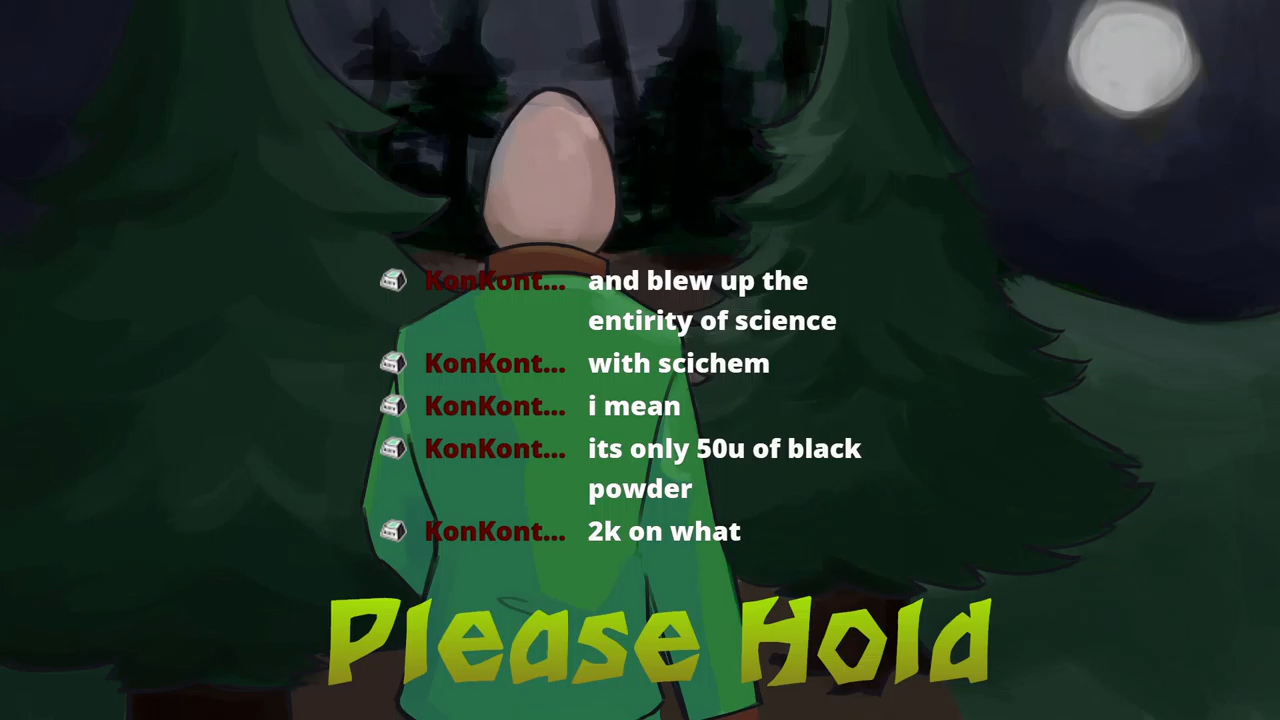 KonKont... and blew up the
entirity of science
KonKont... with scichem
KonKont... i mean
KonKont... its only 50u of black
powder
KonKont... 2k on what
Please Hold